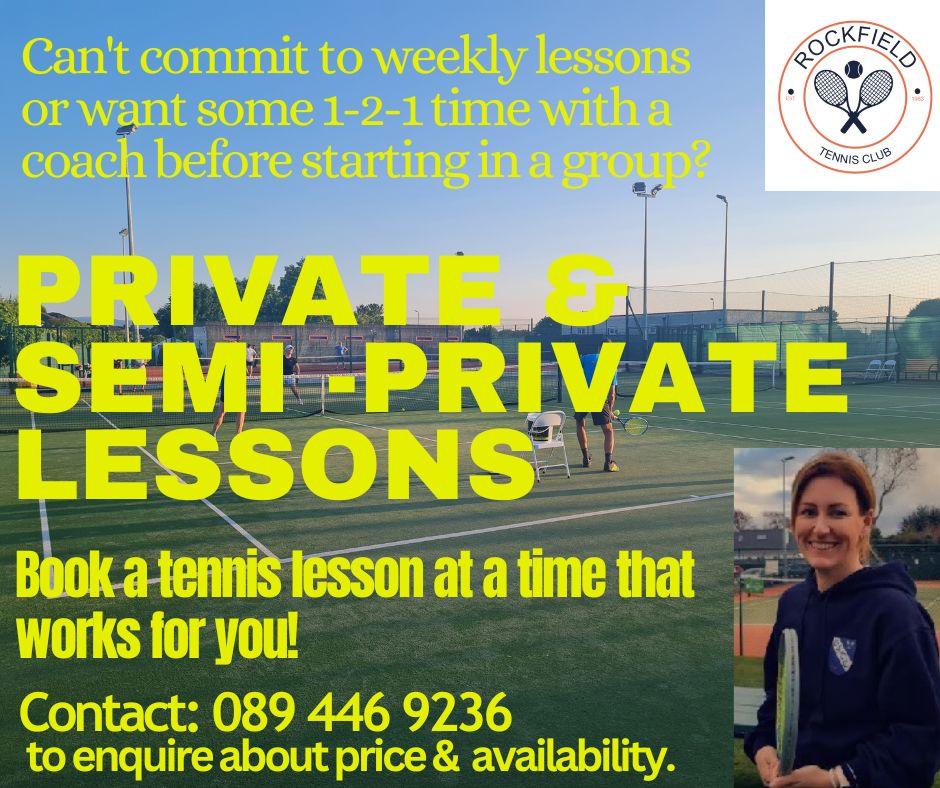 Can't commit to weekly lessons
or want some 1-2-1 time with a
coach before starting in a group?
ROCKFIELD
EST
1983
TENNIS CLUB
PRIVATE &
SEMI-PRIVATE
LESSONS
Book a tennis lesson at a time that
works for you!
Contact: 089 446 9236
to enquire about price & availability.